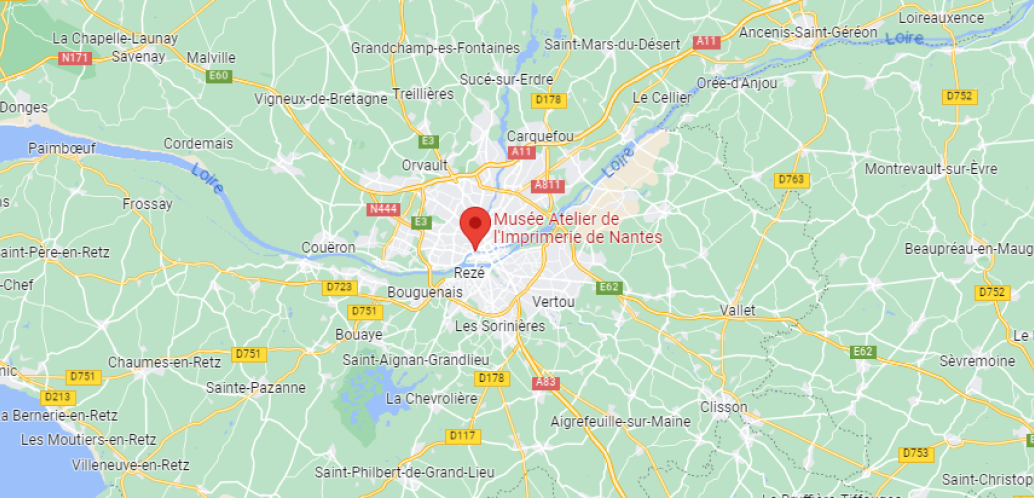 Loireauxence
La Chapelle-Launay
Ancenis-Saint-Géréon
Loire
Grandchamp-es-Fontaines
Saint-Mars-du-Désert
A11
N171
Savenay
Malville
E60
Sucé-sur-Erdre
Orée-d'Anjou
Treillières
Vigneux-de-Bretagne
D178
Le Cellier
D752
Donges
Carquefou
Cordemais
E3
Paimbœuf
A11
Orvault
Loire
Montrevault-sur-Èvre
Loire
A811
D763
Frossay
N444
E3
Musée Atelier de
l'Imprimerie de Nantes
Couëron
aint-Père-en-Retz
Beaupréau-en-Maug
Rezé
-Chef
D723
Bouguenais
E62
D752
Vertou
D751
Vallet
Les Sorinières
Bouaye
Le
D751
E62
Chaumes-en-Retz
Saint-Aignan-Grandlieu
Sèvremoine
nic
D751
D178
A83
Sainte-Pazanne
D213
La Chevrolière
Clisson
a Bernerie-en-Retz
Aigrefeuille-sur-Maine
Les Moutiers-en-Retz
D117
D753
Villeneuve-en-Retz
Saint-Philbert-de-Grand-Lieu
Saint-Christop
La Bruffière-Tiffauges